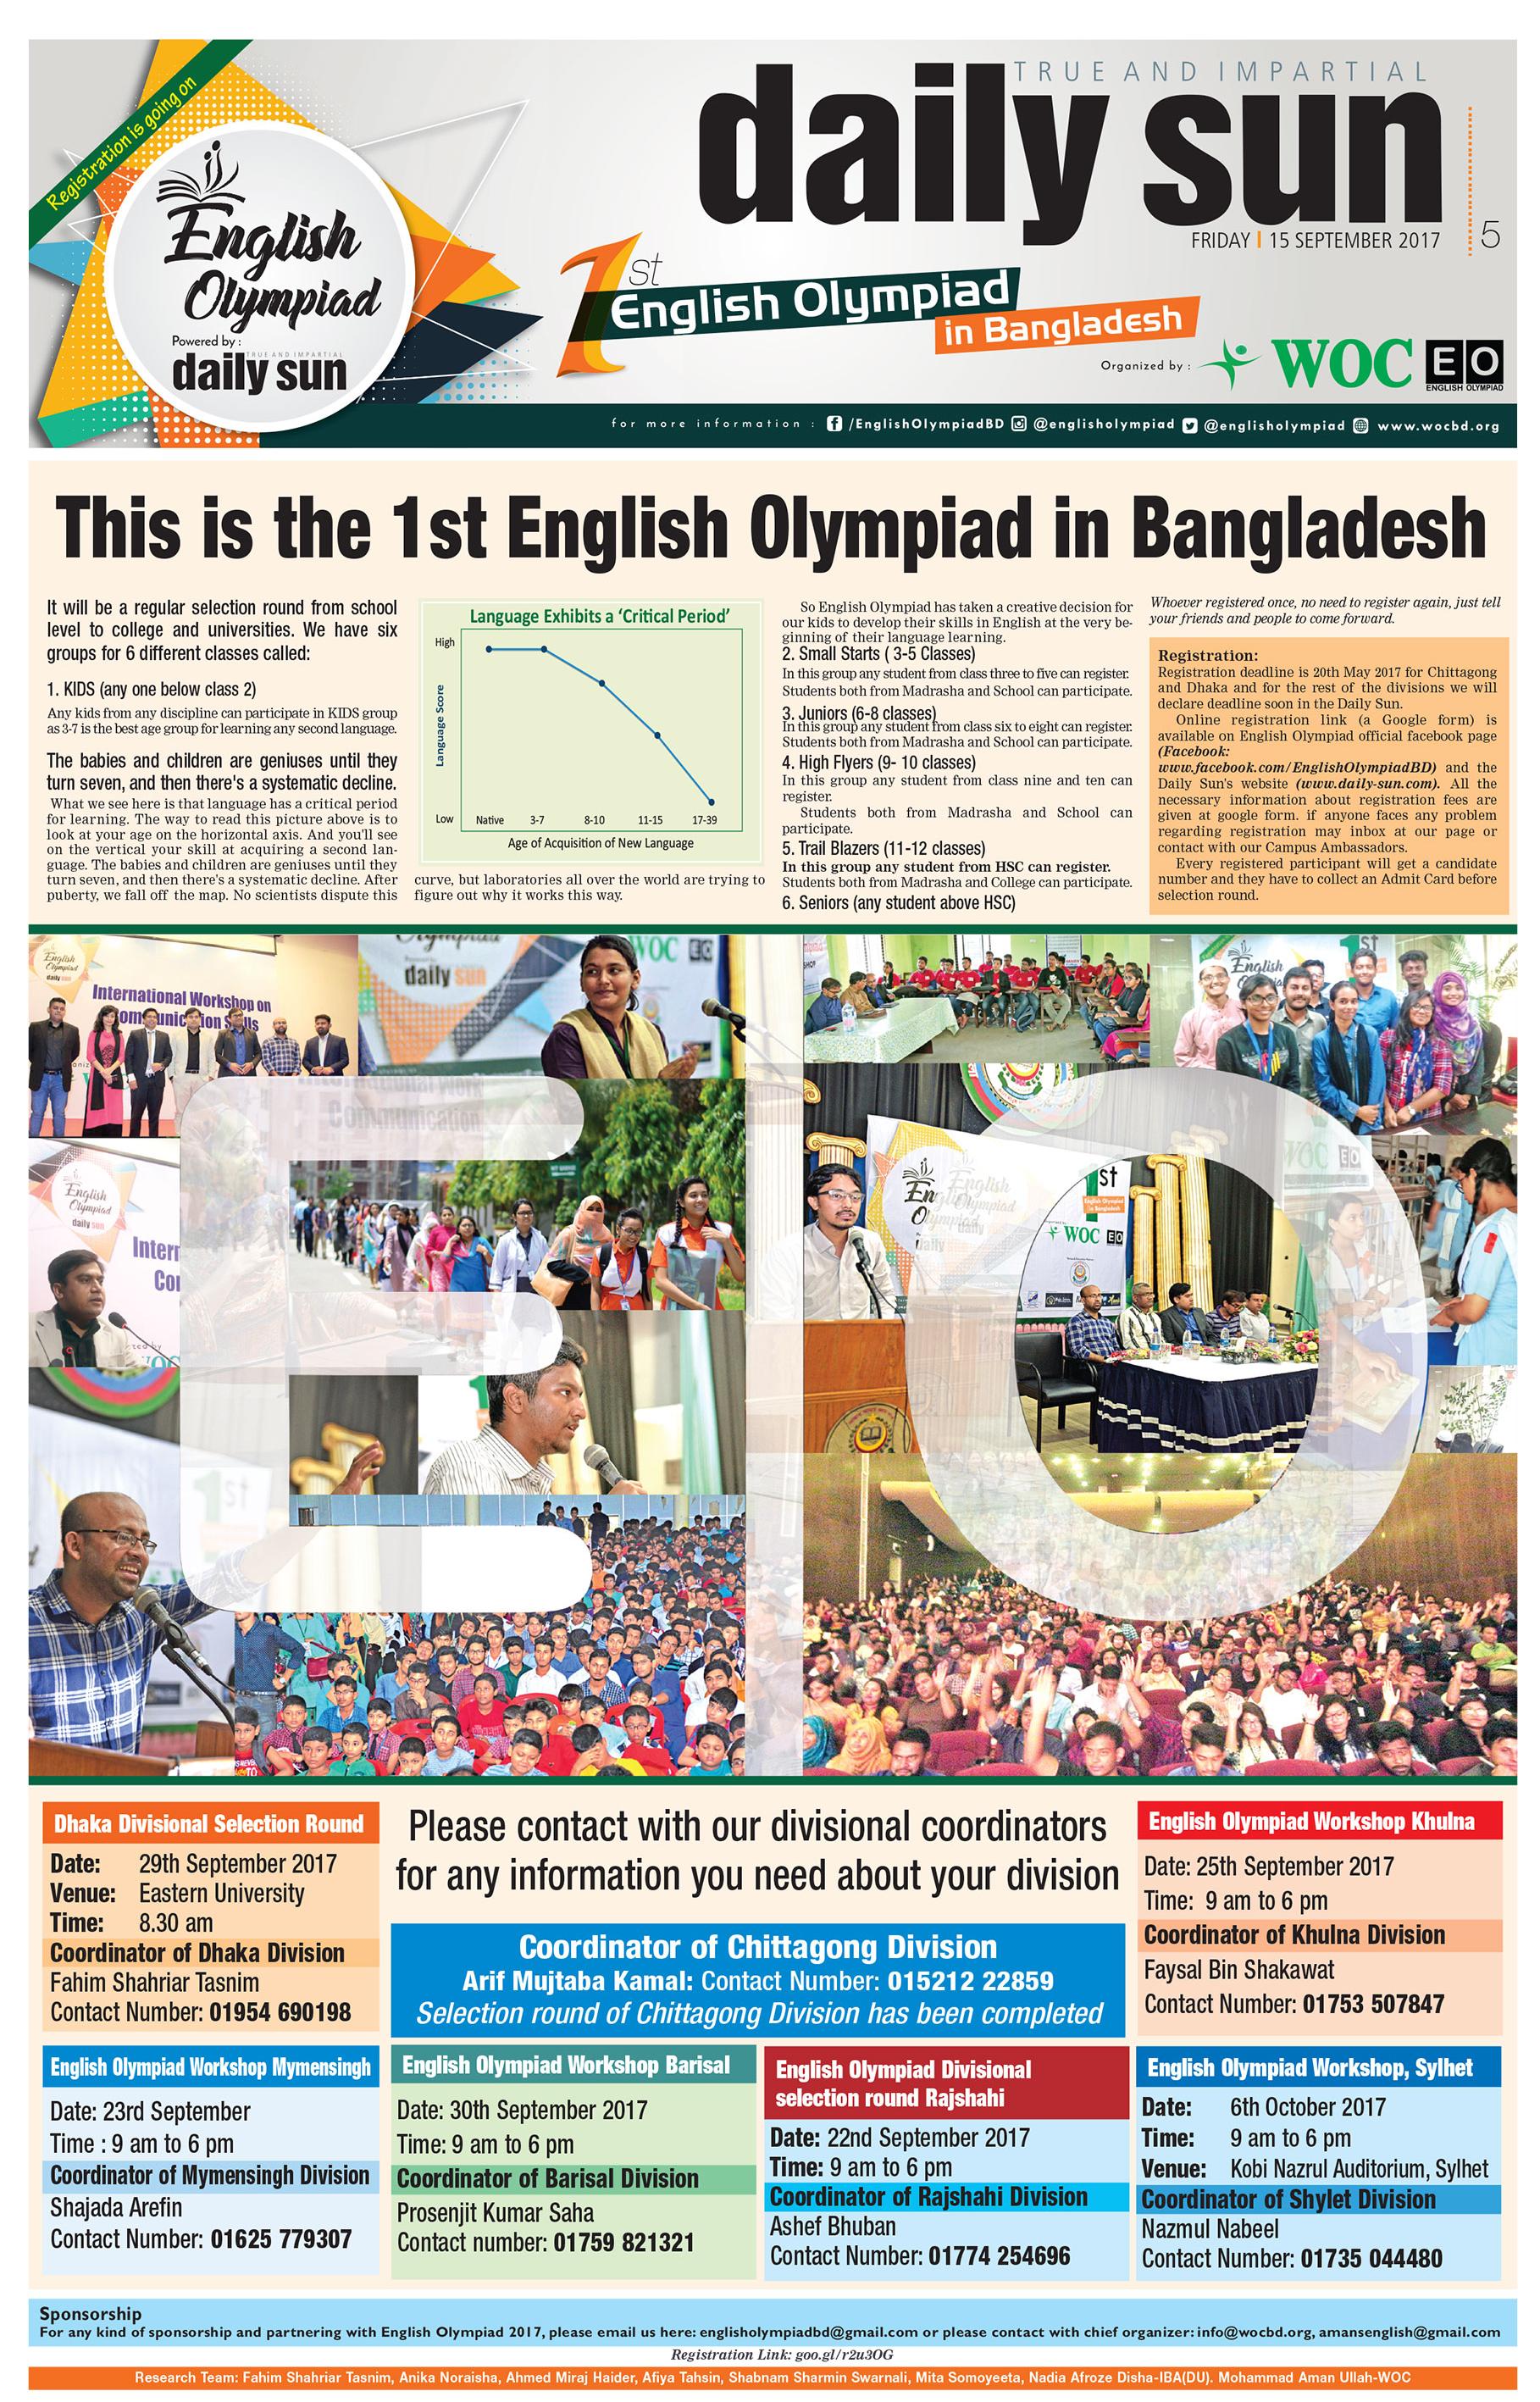 Registration is going on
English
Olympiad
Powered by :
TRUE AND IMPARTIAL
daily sun
TRUE AND IMPARTIAL
daily sun
FRIDAY | 15 SEPTEMBER 2017
5
1st
English Olympiad
in Bangladesh
Organized by :
WOC
EO
ENGLISH OLYMPIAD
for more information : /EnglishOlympiadBD @englisholympiad @englisholympiad www.wocbd.org
This is the 1st English Olympiad in Bangladesh
It will be a regular selection round from school
level to college and universities. We have six
groups for 6 different classes called:
1. KIDS (any one below class 2)
Any kids from any discipline can participate in KIDS group
as 3-7 is the best age group for learning any second language.
The babies and children are geniuses until they
turn seven, and then there's a systematic decline.
What we see here is that language has a critical period
for learning. The way to read this picture above is to
look at your age on the horizontal axis. And you'll see
on the vertical your skill at acquiring a second lan-
guage. The babies and children are geniuses until they
turn seven, and then there's a systematic decline. After
puberty, we fall off the map. No scientists dispute this
Language Exhibits a 'Critical Period'
High
Language Score
Low
Native 3-7 8-10 11-15 17-39
Age of Acquisition of New Language
curve, but laboratories all over the world are trying to
figure out why it works this way.
So English Olympiad has taken a creative decision for
our kids to develop their skills in English at the very be-
ginning of their language learning.
2. Small Starts ( 3-5 Classes)
In this group any student from class three to five can register.
Students both from Madrasha and School can participate.
3. Juniors (6-8 classes)
In this group any student from class six to eight can register.
Students both from Madrasha and School can participate.
4. High Flyers (9- 10 classes)
In this group any student from class nine and ten can
register.
Students both from Madrasha and School can
participate.
5. Trail Blazers (11-12 classes)
In this group any student from HSC can register.
Students both from Madrasha and College can participate.
6. Seniors (any student above HSC)
Whoever registered once, no need to register again, just tell
your friends and people to come forward.
Registration:
Registration deadline is 20th May 2017 for Chittagong
and Dhaka and for the rest of the divisions we will
declare deadline soon in the Daily Sun.
Online registration link (a Google form) is
available on English Olympiad official facebook page
(Facebook:
www.facebook.com/EnglishOlympiadBD) and the
Daily Sun's website (www.daily-sun.com). All the
necessary information about registration fees are
given at google form. if anyone faces any problem
regarding registration may inbox at our page or
contact with our Campus Ambassadors.
Every registered participant will get a candidate
number and they have to collect an Admit Card before
selection round.
English
Olympiad
daily sun
International Workshop on
daily sun
WOC EO
1st
English
English
Olympiad
daily sun
Communication
1st
WOC EO
EO
Dhaka Divisional Selection Round
Date: 29th September 2017
Venue: Eastern University
Time: 8.30 am
Coordinator of Dhaka Division
Fahim Shahriar Tasnim
Contact Number: 01954 690198
Please contact with our divisional coordinators
for any information you need about your division
Coordinator of Chittagong Division
Arif Mujtaba Kamal: Contact Number: 015212 22859
Selection round of Chittagong Division has been completed
English Olympiad Workshop Khulna
Date: 25th September 2017
Time: 9 am to 6 pm
Coordinator of Khulna Division
Faysal Bin Shakawat
Contact Number: 01753 507847
English Olympiad Workshop Mymensingh
Date: 23rd September
Time : 9 am to 6 pm
Coordinator of Mymensingh Division
Shajada Arefin
Contact Number: 01625 779307
English Olympiad Workshop Barisal
Date: 30th September 2017
Time: 9 am to 6 pm
Coordinator of Barisal Division
Prosenjit Kumar Saha
Contact number: 01759 821321
English Olympiad Divisional
selection round Rajshahi
Date: 22nd September 2017
Time: 9 am to 6 pm
Coordinator of Rajshahi Division
Ashef Bhuban
Contact Number: 01774 254696
English Olympiad Workshop, Sylhet
Date: 6th October 2017
Time: 9 am to 6 pm
Venue: Kobi Nazrul Auditorium, Sylhet
Coordinator of Shylet Division
Nazmul Nabeel
Contact Number: 01735 044480
Sponsorship
For any kind of sponsorship and partnering with English Olympiad 2017, please email us here: englisholympiadbd@gmail.com or please contact with chief organizer: info@wocbd.org, amansenglish@gmail.com
Registration Link: goo.gl/r2u3OG
Research Team: Fahim Shahriar Tasnim, Anika Noraisha, Ahmed Miraj Haider, Afiya Tahsin, Shabnam Sharmin Swarnali, Mita Somoyeeta, Nadia Afroze Disha-IBA(DU). Mohammad Aman Ullah-WOC